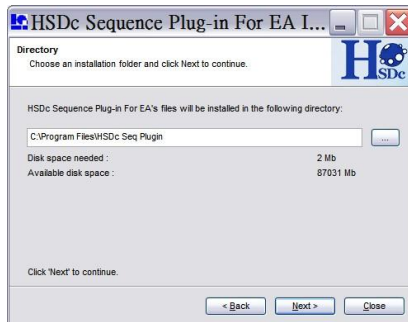 HSDc Sequence Plug-in For EA I...
Directory
Choose an installation folder and click Next to continue.
HSDc
HSDc Sequence Plug-in For EA's files will be installed in the following directory:
C:\Program Files\HSDc Seq Plugin
...
Disk space needed : 2 Mb
Available disk space : 87031 Mb
Click 'Next' to continue.
< Back Next > Close